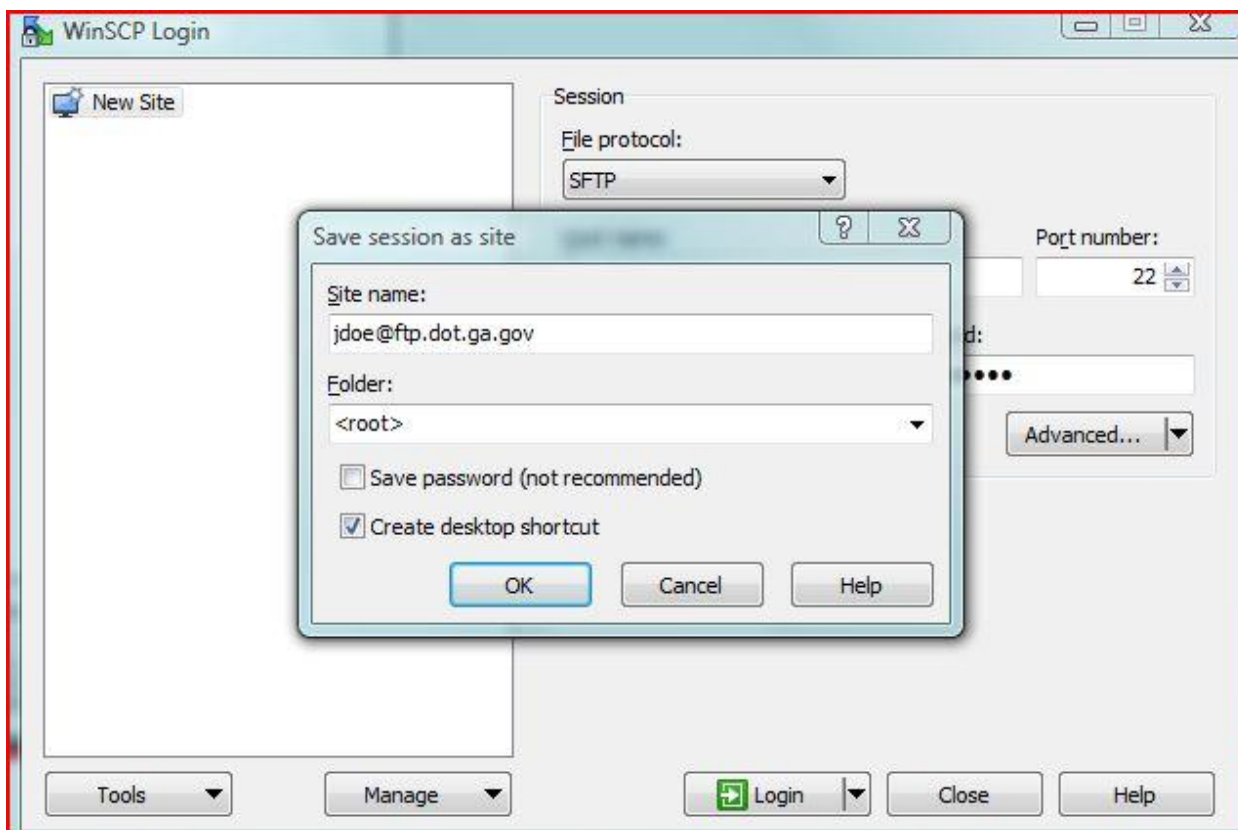 WinSCP Login
New Site
Session
File protocol:
SFTP
Port number:
22
d:
Advanced...
Save session as site
Site name:
jdoe@ftp.dot.ga.gov
Folder:
<root>
Save password (not recommended)
Create desktop shortcut
OK
Cancel
Help
Tools
Manage
Login
Close
Help